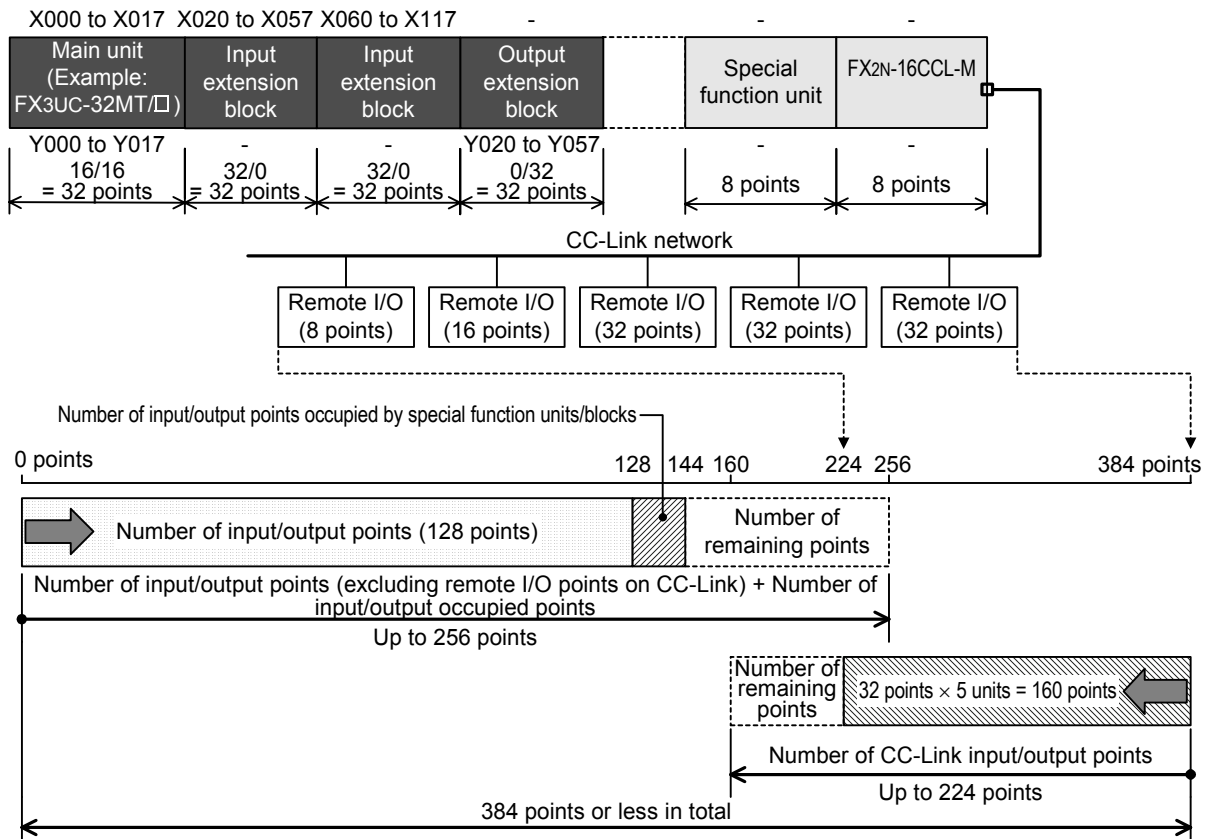 X000 to X017 X020 to X057 X060 to X117 - - -
Main unit
(Example:
FX3UC-32MT/□)
Input
extension
block
Input
extension
block
Output
extension
block
Special
function unit
FX2N-16CCL-M
Y000 to Y017 - - Y020 to Y057 - -
16/16
= 32 points
32/0
= 32 points
32/0
= 32 points
0/32
= 32 points
8 points
8 points
CC-Link network
Remote I/O
(8 points)
Remote I/O
(16 points)
Remote I/O
(32 points)
Remote I/O
(32 points)
Remote I/O
(32 points)
Number of input/output points occupied by special function units/blocks
0 points 128 144 160 224 256 384 points
Number of input/output points (128 points)
Number of
remaining points
Number of input/output points (excluding remote I/O points on CC-Link) + Number of
input/output occupied points
Up to 256 points
Number of
remaining
points
32 points × 5 units = 160 points
Number of CC-Link input/output points
Up to 224 points
384 points or less in total